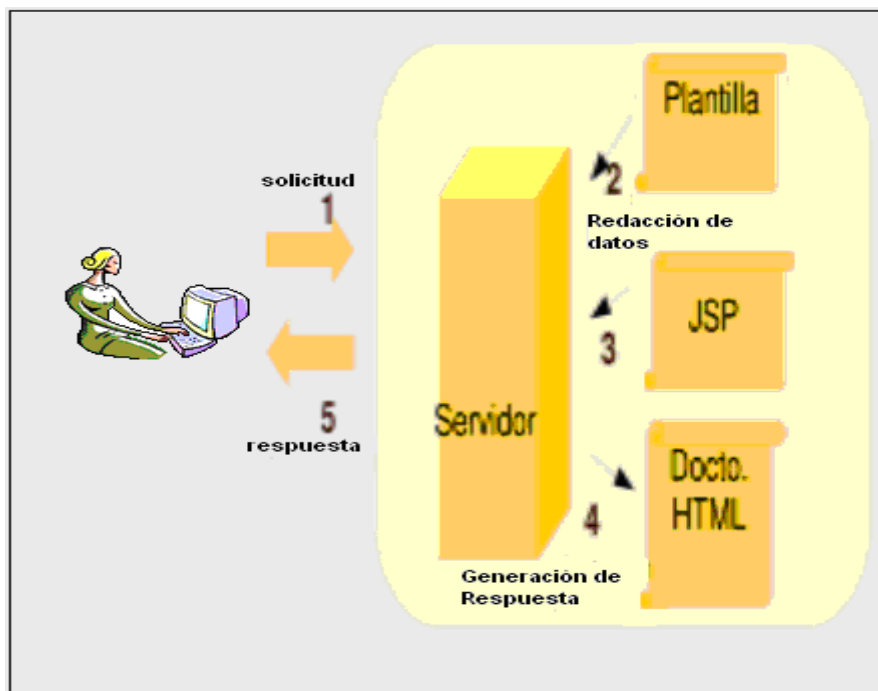 solicitud
1
Plantilla
2
Redacción de
datos
JSP
3
5
respuesta
Servidor
Docto.
HTML
4
Generación de
Respuesta